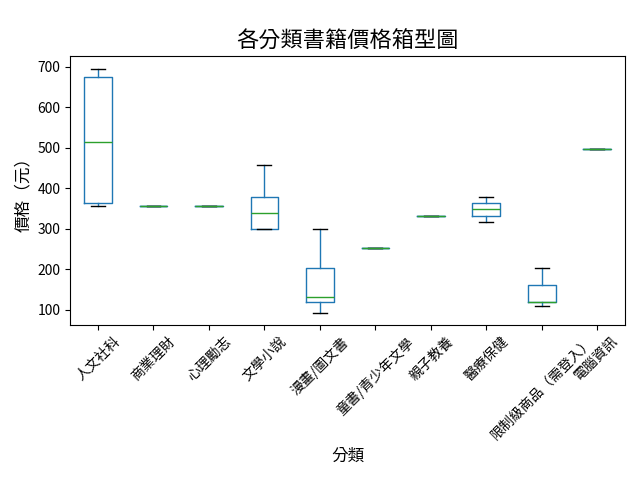 各分類書籍價格箱型圖
價格（元）
700
600
500
400
300
200
100
人文社科
商業理財
心理勵志
文學小說
漫畫/圖文書
童書/青少年文學
親子教養
醫療保健
限制級商品（需登入）
電腦資訊
分類